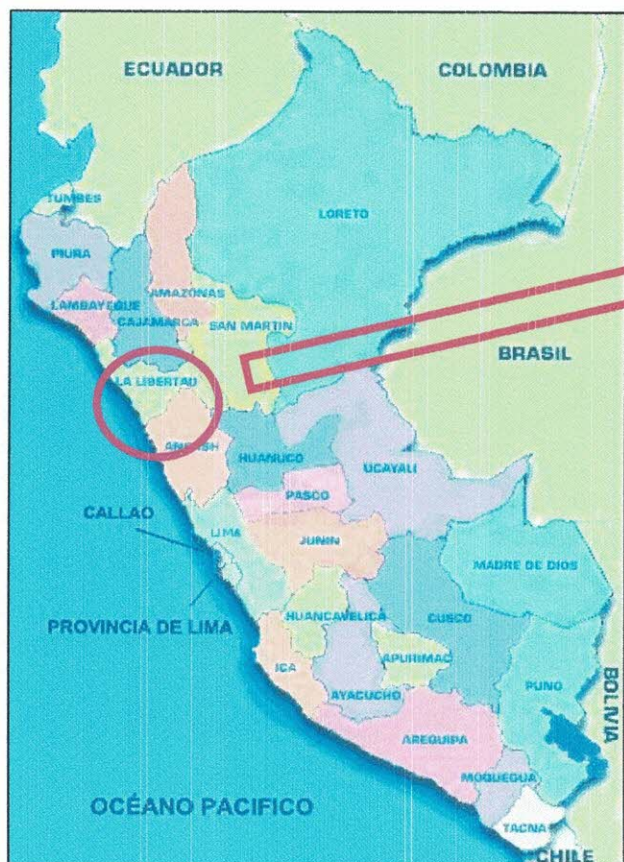 ECUADOR
COLOMBIA
TUMBES
LORETO
PIURA
LAMBAYEQUE
AMAZONAS
CAJAMARCA
SAN MARTIN
BRASIL
LA LIBERTAD
ANCASH
HUANUCO
UCAYALI
PASCO
CALLAO
LIMA
JUNIN
MADRE DE DIOS
PROVINCIA DE LIMA
HUANCAVELICA
CUSCO
ICA
APURIMAC
AYACUCHO
PUNO
BOLIVIA
AREQUIPA
MOQUEGUA
OCÉANO PACIFICO
TACNA
CHILE